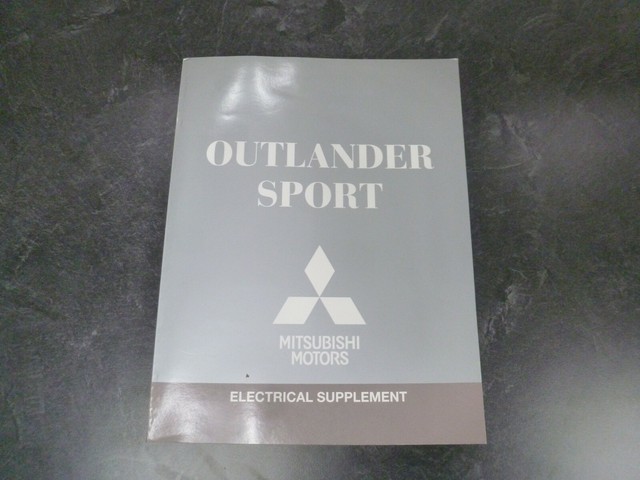 OUTLANDER
SPORT
MITSUBISHI
MOTORS
ELECTRICAL SUPPLEMENT